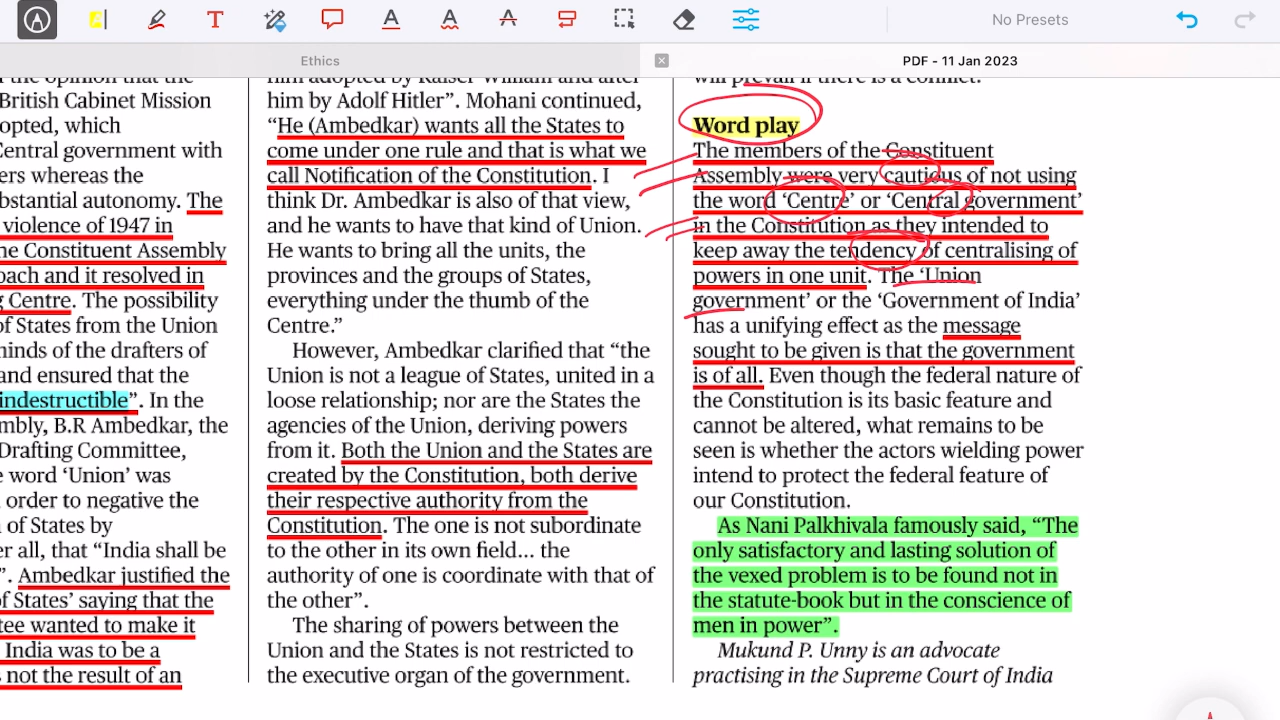 No Presets
Ethics
PDF - 11 Jan 2023
the opinion that the
British Cabinet Mission
opted, which
Central government with
ers whereas the
bstantial autonomy. The
violence of 1947 in
he Constituent Assembly
oach and it resolved in
g Centre. The possibility
of States from the Union
minds of the drafters of
and ensured that the
indestructible”. In the
mbly, B.R Ambedkar, the
Drafting Committee,
e word ‘Union’ was
n order to negative the
n of States by
er all, that “India shall be
”. Ambedkar justified the
of States’ saying that the
tee wanted to make it
India was to be a
s not the result of an
him adopted by Kaiser William and after
him by Adolf Hitler”. Mohani continued,
“He (Ambedkar) wants all the States to
come under one rule and that is what we
call Notification of the Constitution. I
think Dr. Ambedkar is also of that view,
and he wants to have that kind of Union.
He wants to bring all the units, the
provinces and the groups of States,
everything under the thumb of the
Centre.”
However, Ambedkar clarified that “the
Union is not a league of States, united in a
loose relationship; nor are the States the
agencies of the Union, deriving powers
from it. Both the Union and the States are
created by the Constitution, both derive
their respective authority from the
Constitution. The one is not subordinate
to the other in its own field... the
authority of one is coordinate with that of
the other”.
The sharing of powers between the
Union and the States is not restricted to
the executive organ of the government.
will prevail if there is a conflict.
Word play
The members of the Constituent
Assembly were very cautious of not using
the word ‘Centre’ or ‘Central government’
in the Constitution as they intended to
keep away the tendency of centralising of
powers in one unit. The ‘Union
government’ or the ‘Government of India’
has a unifying effect as the message
sought to be given is that the government
is of all. Even though the federal nature of
the Constitution is its basic feature and
cannot be altered, what remains to be
seen is whether the actors wielding power
intend to protect the federal feature of
our Constitution.
As Nani Palkhivala famously said, “The
only satisfactory and lasting solution of
the vexed problem is to be found not in
the statute-book but in the conscience of
men in power”.
Mukund P. Unny is an advocate
practising in the Supreme Court of India